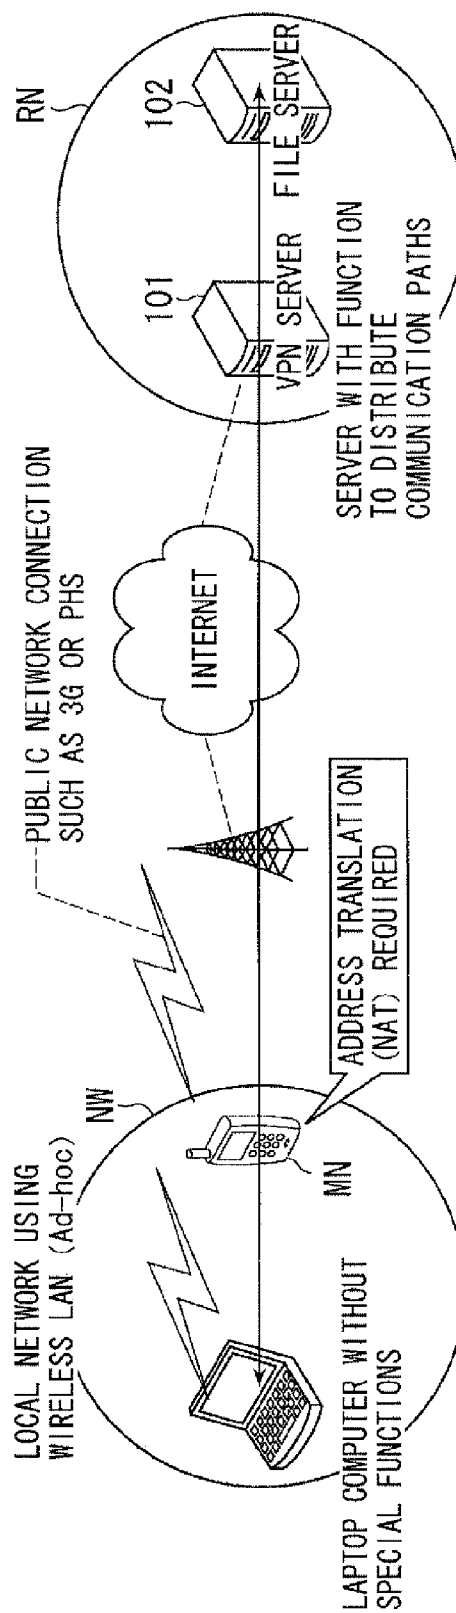 LOCAL NETWORK USING
WIRELESS LAN (Ad-hoc)
NW
PUBLIC NETWORK CONNECTION
SUCH AS 3G OR PHS
RN
101
102
INTERNET
VPN SERVER
FILE SERVER
MN
ADDRESS TRANSLATION
(NAT) REQUIRED
LAPTOP COMPUTER WITHOUT
SPECIAL FUNCTIONS
SERVER WITH FUNCTION
TO DISTRIBUTE
COMMUNICATION PATHS